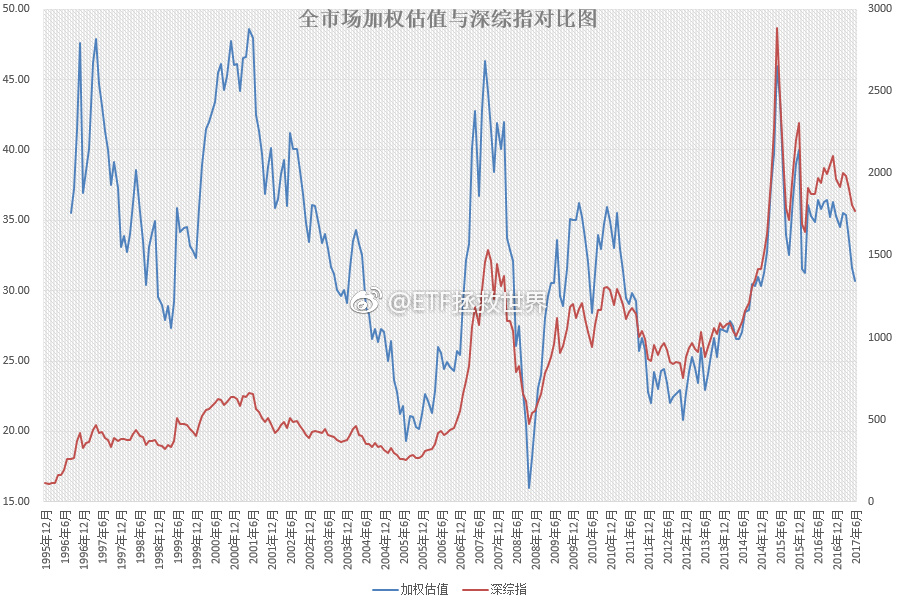 全市场加权估值与深综指对比图
50.00
45.00
40.00
35.00
30.00
25.00
20.00
15.00
3000
2500
2000
1500
1000
500
0
@ETF拯救世界
1995年12月
1996年6月
1996年12月
1997年6月
1997年12月
1998年6月
1998年12月
1999年6月
1999年12月
2000年6月
2000年12月
2001年6月
2001年12月
2002年6月
2002年12月
2003年6月
2003年12月
2004年6月
2004年12月
2005年6月
2005年12月
2006年6月
2006年12月
2007年6月
2007年12月
2008年6月
2008年12月
2009年6月
2009年12月
2010年6月
2010年12月
2011年6月
2011年12月
2012年6月
2012年12月
2013年6月
2013年12月
2014年6月
2014年12月
2015年6月
2015年12月
2016年6月
2016年12月
2017年6月
加权估值 深综指